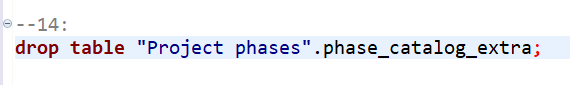 --14:
drop table "Project phases".phase_catalog_extra;